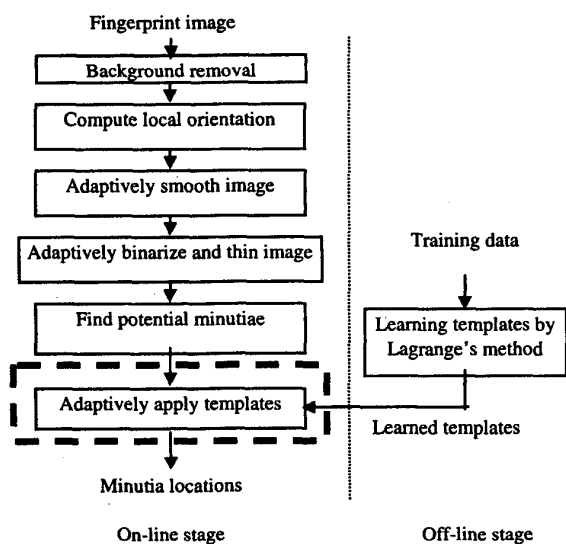 Fingerprint image
Background removal
Compute local orientation
Adaptively smooth image
Adaptively binarize and thin image
Find potential minutiae
Adaptively apply templates
Minutia locations
On-line stage
Training data
Learning templates by
Lagrange's method
Learned templates
Off-line stage